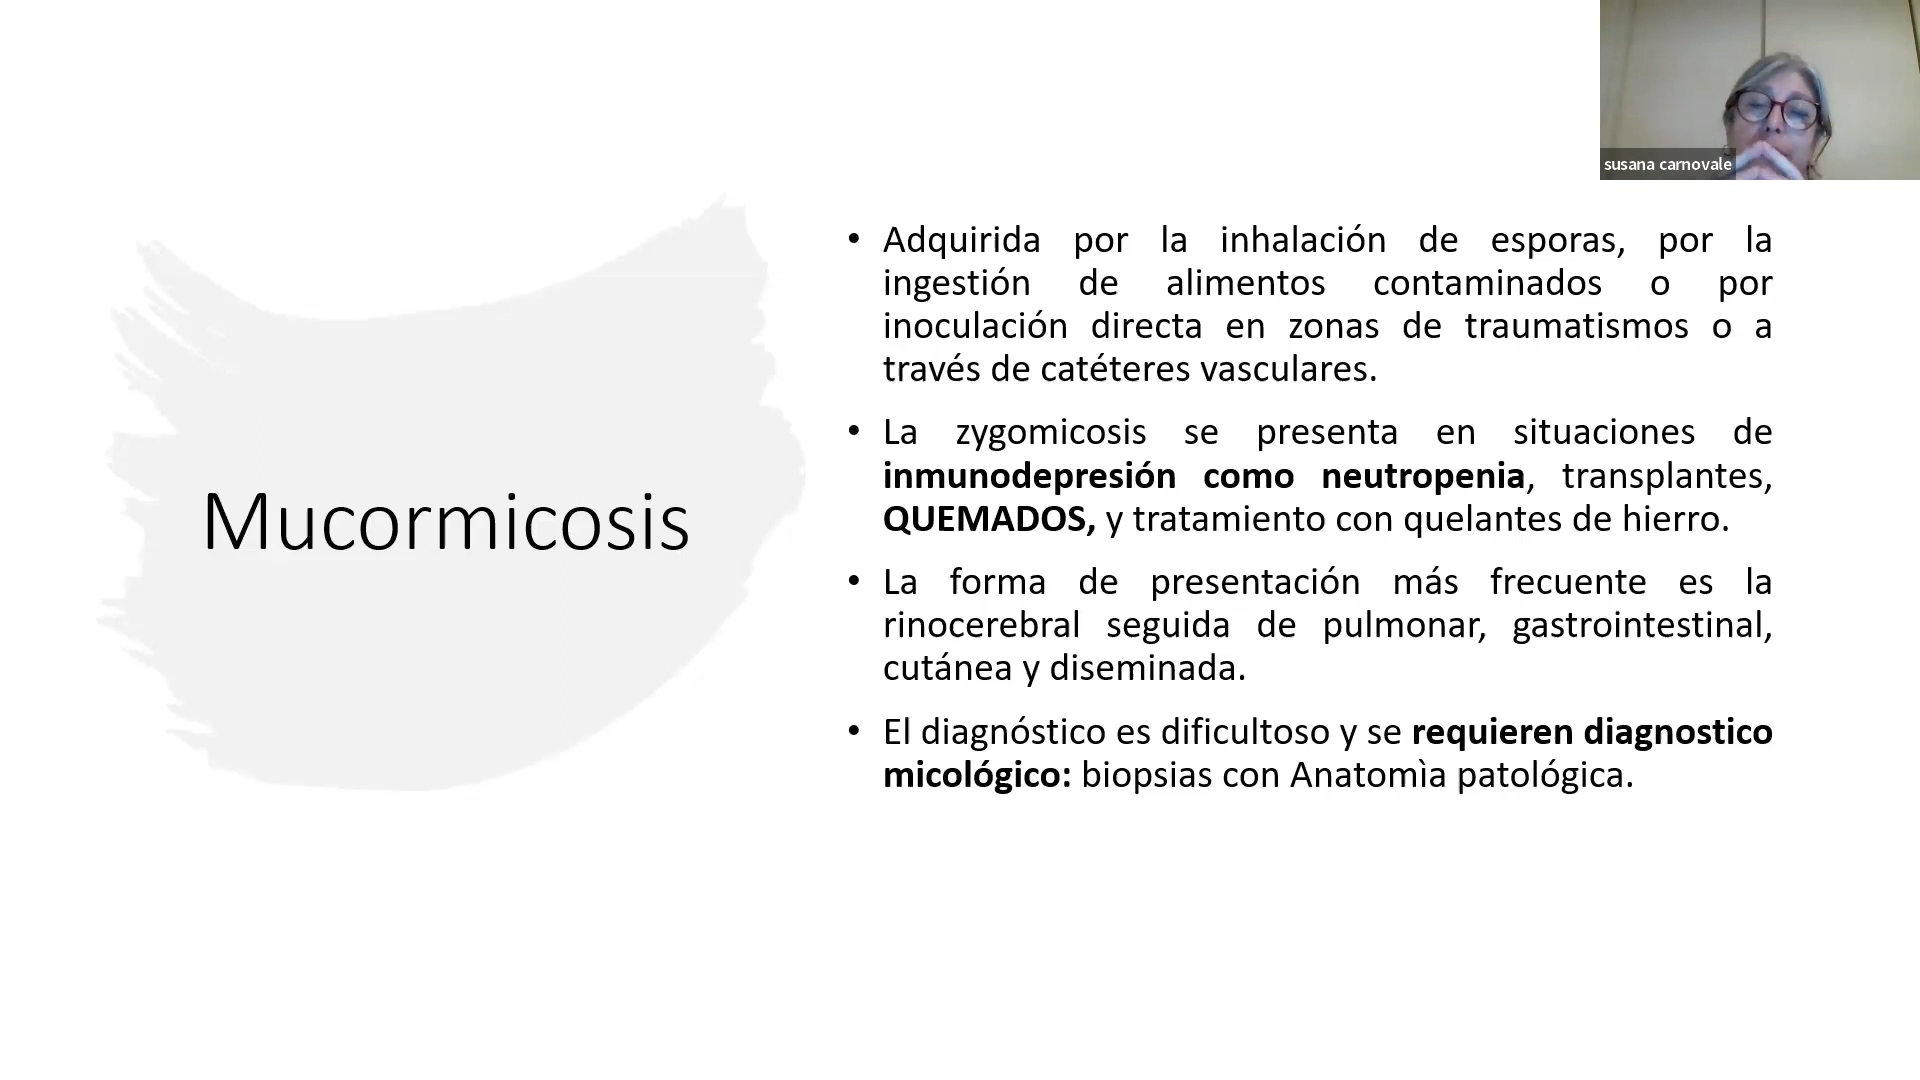 susana carnovale
Mucormicosis
• Adquirida por la inhalación de esporas, por la
ingestión de alimentos contaminados o por
inoculación directa en zonas de traumatismos o a
través de catéteres vasculares.
• La zygomicosis se presenta en situaciones de
inmunodepresión como neutropenia, transplantes,
QUEMADOS, y tratamiento con quelantes de hierro.
• La forma de presentación más frecuente es la
rinocerebral seguida de pulmonar, gastrointestinal,
cutánea y diseminada.
• El diagnóstico es dificultoso y se requieren diagnostico
micológico: biopsias con Anatomìa patológica.